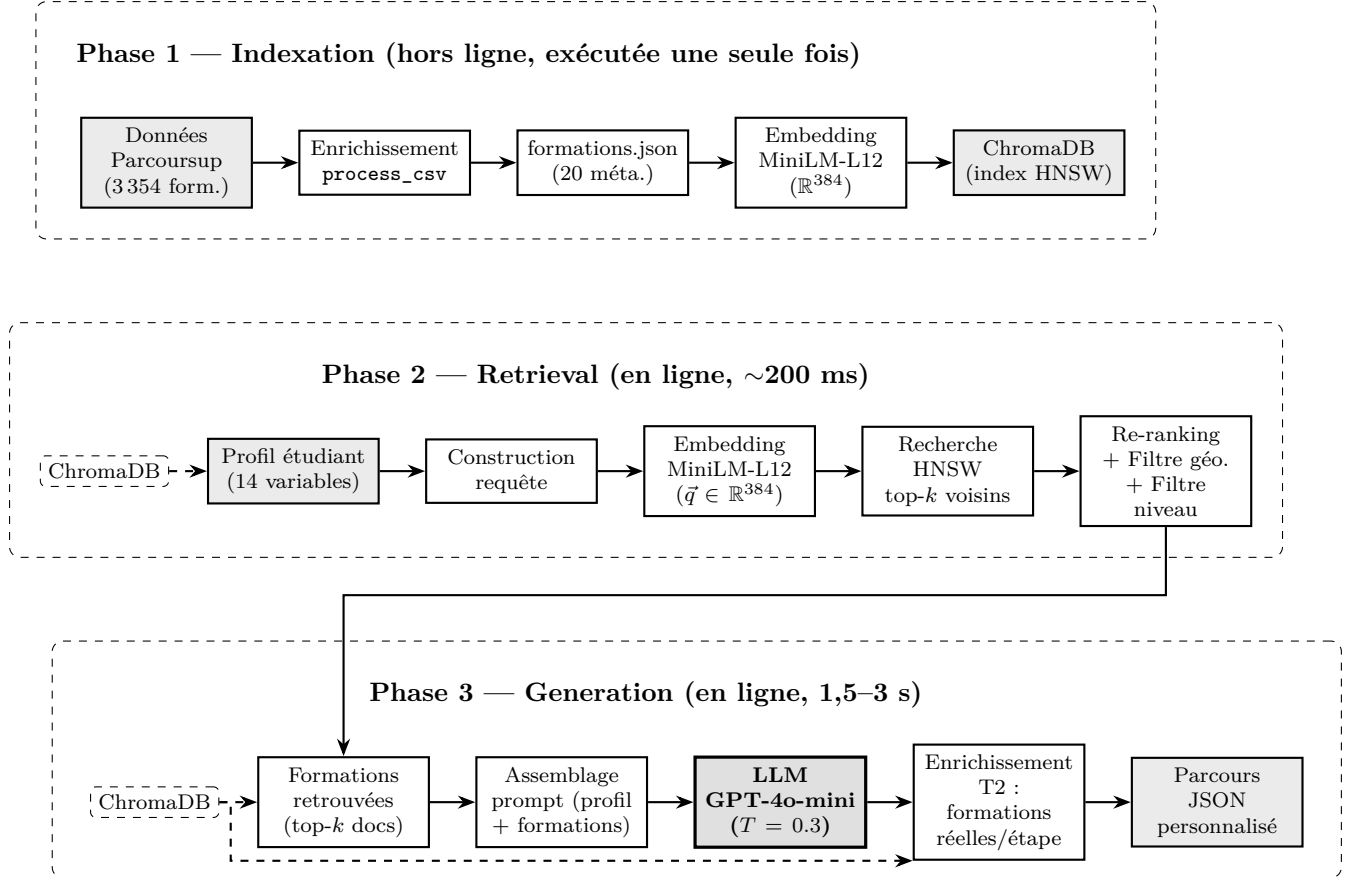 Phase 1 — Indexation (hors ligne, exécutée une seule fois)
Données
Parcoursup
(3 354 form.)
Enrichissement
process_csv
formations.json
(20 méta.)
Embedding
MiniLM-L12
(ℝ³⁸⁴)
ChromaDB
(index HNSW)
Phase 2 — Retrieval (en ligne, ∼200 ms)
ChromaDB
Profil étudiant
(14 variables)
Construction
requête
Embedding
MiniLM-L12
(q⃗ ∈ ℝ³⁸⁴)
Recherche
HNSW
top-k voisins
Re-ranking
+ Filtre géo.
+ Filtre
niveau
Phase 3 — Generation (en ligne, 1,5–3 s)
ChromaDB
Formations
retrouvées
(top-k docs)
Assemblage
prompt (profil
+ formations)
LLM
GPT-4o-mini
(T = 0.3)
Enrichissement
T2 :
formations
réelles/étape
Parcours
JSON
personnalisé